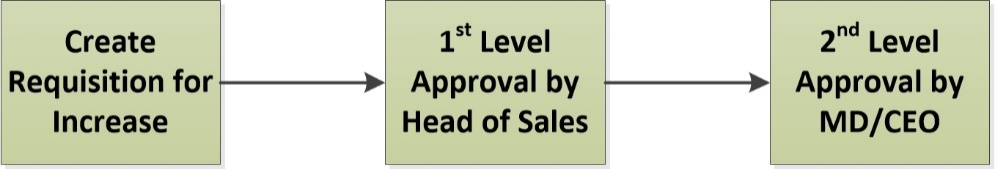 Create
Requisition for
Increase
1st Level
Approval by
Head of Sales
2nd Level
Approval by
MD/CEO